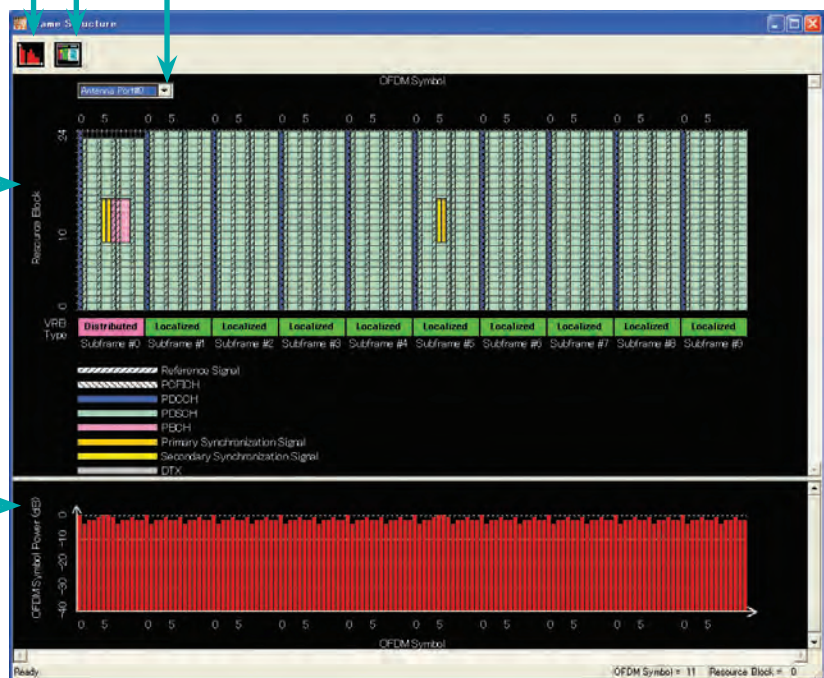 Frame Structure
OFDM Symbol
Antenna Port#0
0 5 0 5 0 5 0 5 0 5 0 5 0 5 0 5 0 5 0 5
24
Resource Block
10
0
VRB Type
Distributed Localized Localized Localized Localized Localized Localized Localized Localized Localized
Subframe #0 Subframe #1 Subframe #2 Subframe #3 Subframe #4 Subframe #5 Subframe #6 Subframe #7 Subframe #8 Subframe #9
Reference Signal
PCFICH
PDCCH
PDSCH
PBCH
Primary Synchronization Signal
Secondary Synchronization Signal
DTX
OFDM Symbol Power (dB)
0
-10
-20
-30
-40
0 5 0 5 0 5 0 5 0 5 0 5 0 5 0 5 0 5 0 5
OFDM Symbol
Ready
OFDM Symbol = 11 Resource Block = 0